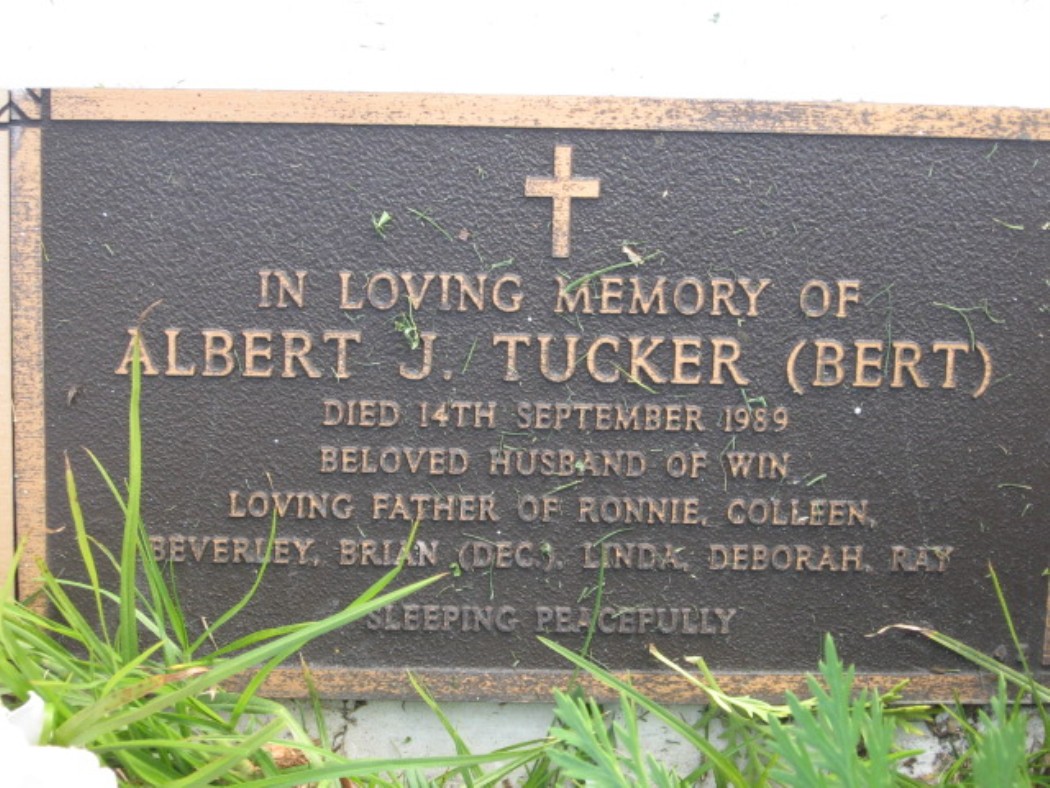 IN LOVING MEMORY OF
ALBERT J. TUCKER (BERT)
DIED 14TH SEPTEMBER 1989
BELOVED HUSBAND OF WIN
LOVING FATHER OF RONNIE, COLLEEN,
BEVERLEY, BRIAN (DEC.), LINDA, DEBORAH, RAY
SLEEPING PEACEFULLY